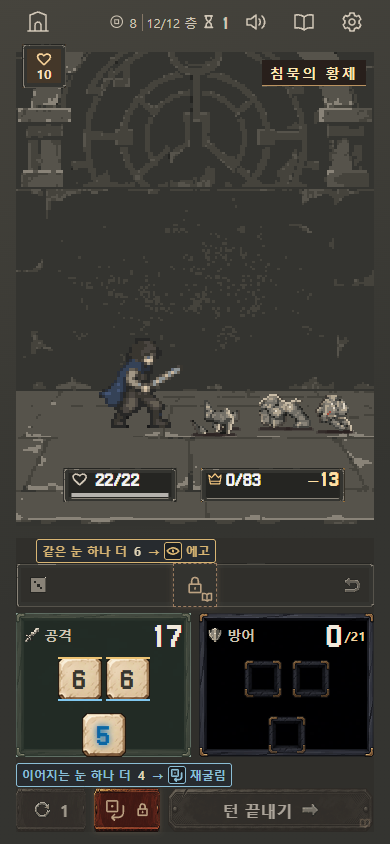 8 12/12 층 1
10
침묵의 황제
22/22
0/83 -13
같은 눈 하나 더 6 → 에고
공격 17
방어 0/21
6 6
5
이어지는 눈 하나 더 4 → 재굴림
1
턴 끝내기 ➡